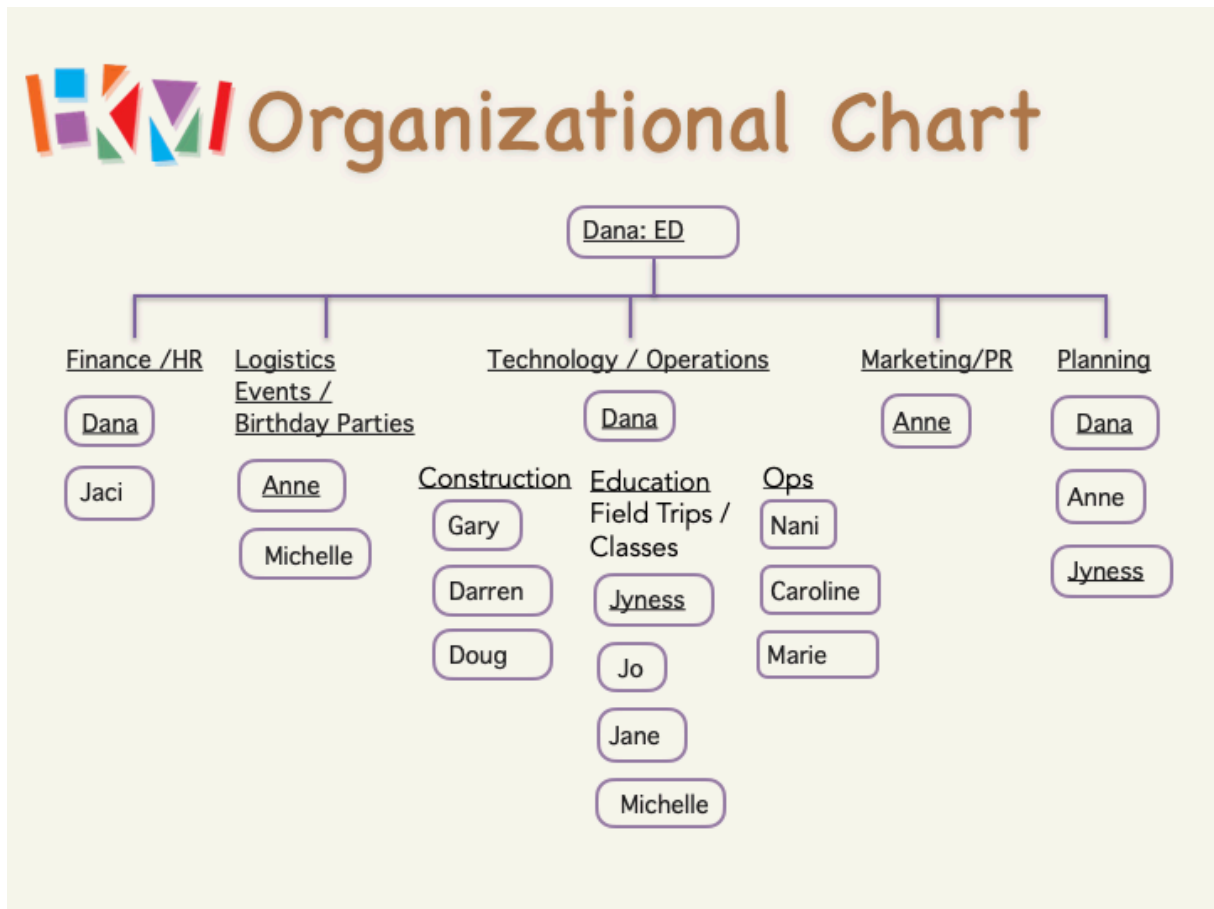 HKM Organizational Chart
Dana: ED
Finance /HR
Dana
Jaci
Logistics
Events /
Birthday Parties
Anne
Michelle
Technology / Operations
Dana
Construction
Gary
Darren
Doug
Education
Field Trips /
Classes
Jyness
Jo
Jane
Michelle
Ops
Nani
Caroline
Marie
Marketing/PR
Anne
Planning
Dana
Anne
Jyness